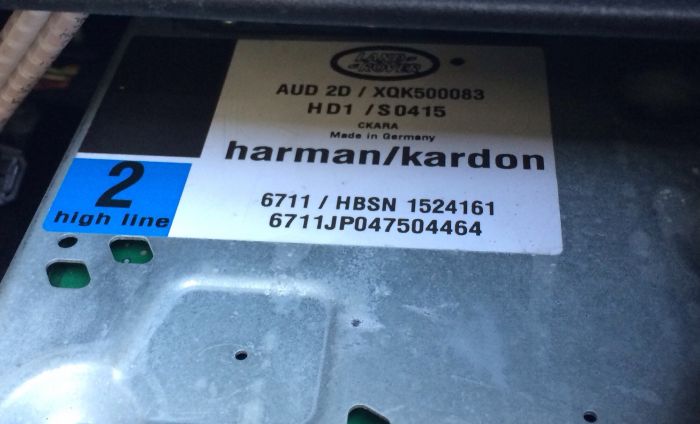 LAND-
ROVER
AUD 2D / XQK500083
HD1 /S0415
CKARA
Made in Germany
harman/kardon
2
high line
6711 / HBSN 1524161
6711JP047504464